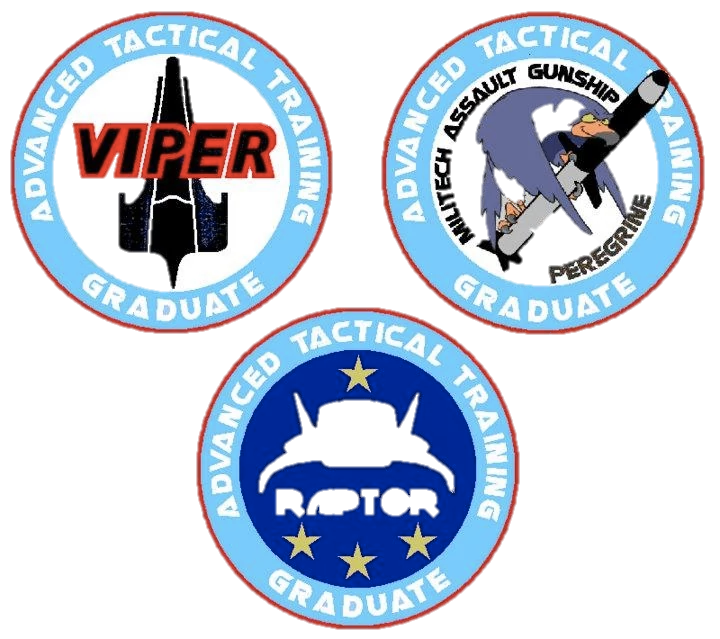 ADVANCED TACTICAL TRAINING
VIPER
GRADUATE
ADVANCED TACTICAL TRAINING
MILITECH ASSAULT GUNSHIP
PEREGRINE
GRADUATE
ADVANCED TACTICAL TRAINING
RAPTOR
GRADUATE